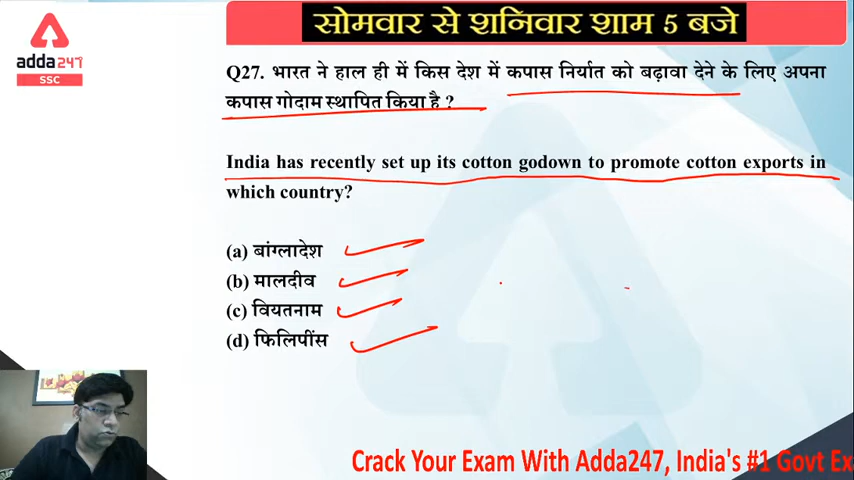 सोमवार से शनिवार शाम 5 बजे
adda247
SSC
Q27. भारत ने हाल ही में किस देश में कपास निर्यात को बढ़ावा देने के लिए अपना
कपास गोदाम स्थापित किया है ?
India has recently set up its cotton godown to promote cotton exports in
which country?
(a) बांग्लादेश
(b) मालदीव
(c) वियतनाम
(d) फिलिपींस
Crack Your Exam With Adda247, India's #1 Govt Ex